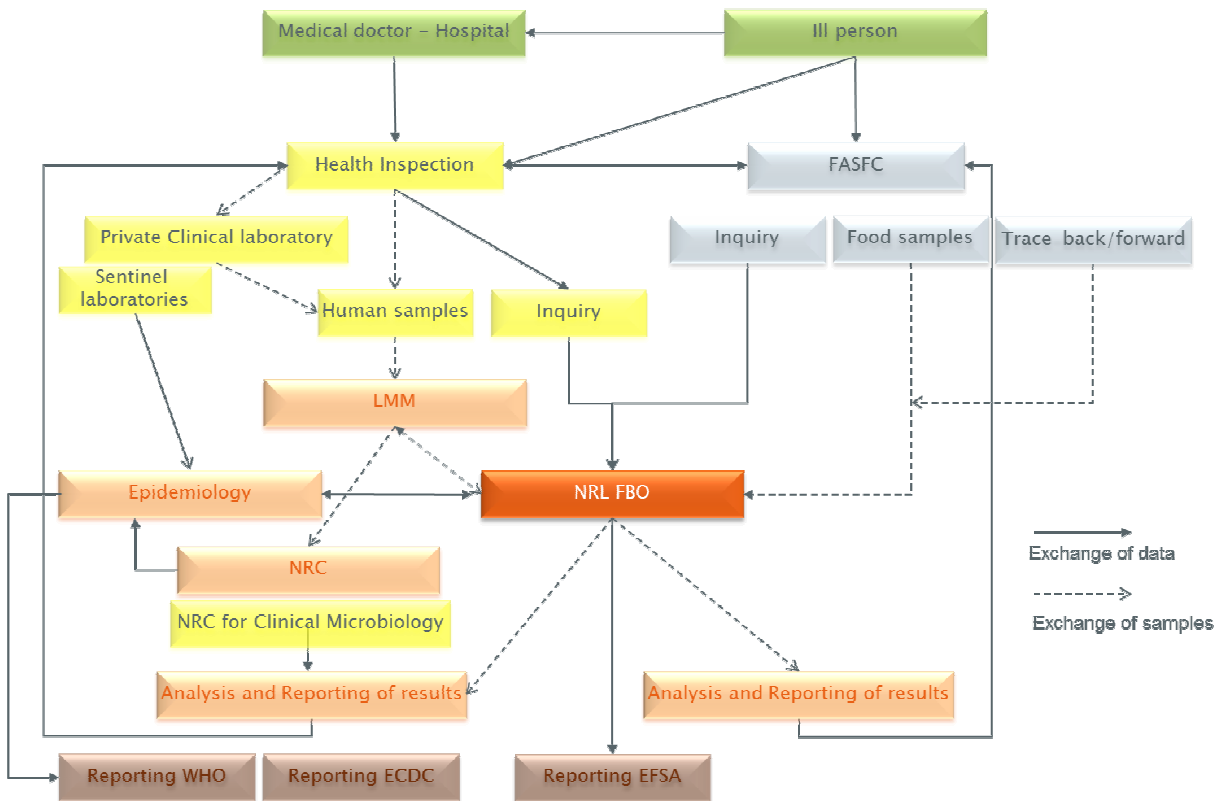 Medical doctor – Hospital
Ill person
Health Inspection
FASFC
Private Clinical laboratory
Inquiry
Food samples
Trace back/forward
Sentinel
laboratories
Human samples
Inquiry
LMM
Epidemiology
NRL FBO
NRC
Exchange of data
NRC for Clinical Microbiology
Exchange of samples
Analysis and Reporting of results
Analysis and Reporting of results
Reporting WHO
Reporting ECDC
Reporting EFSA